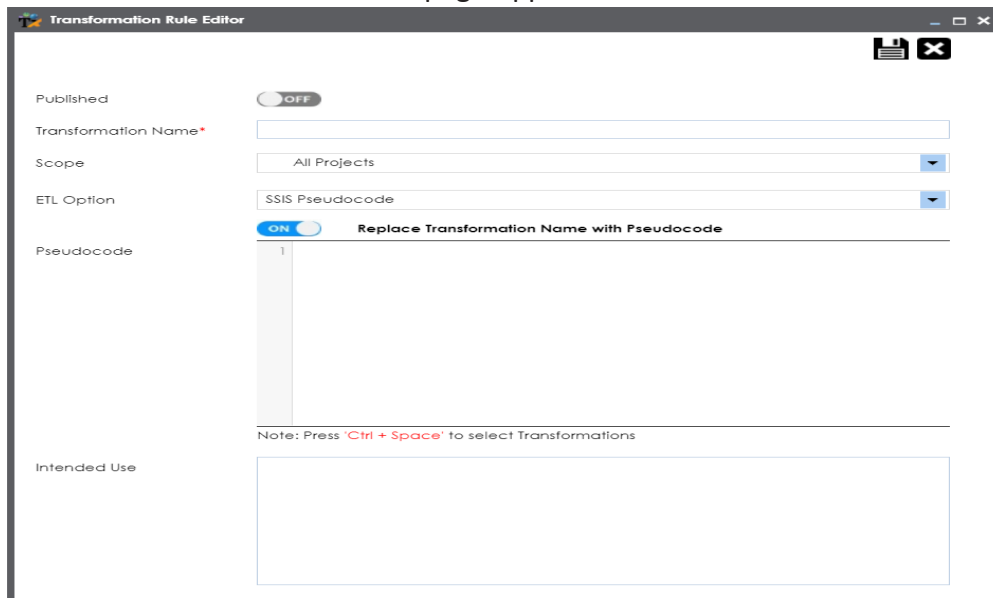 Transformation Rule Editor
Published
OFF
Transformation Name*
Scope
All Projects
ETL Option
SSIS Pseudocode
ON
Replace Transformation Name with Pseudocode
Pseudocode
1
Note: Press 'Ctrl + Space' to select Transformations
Intended Use